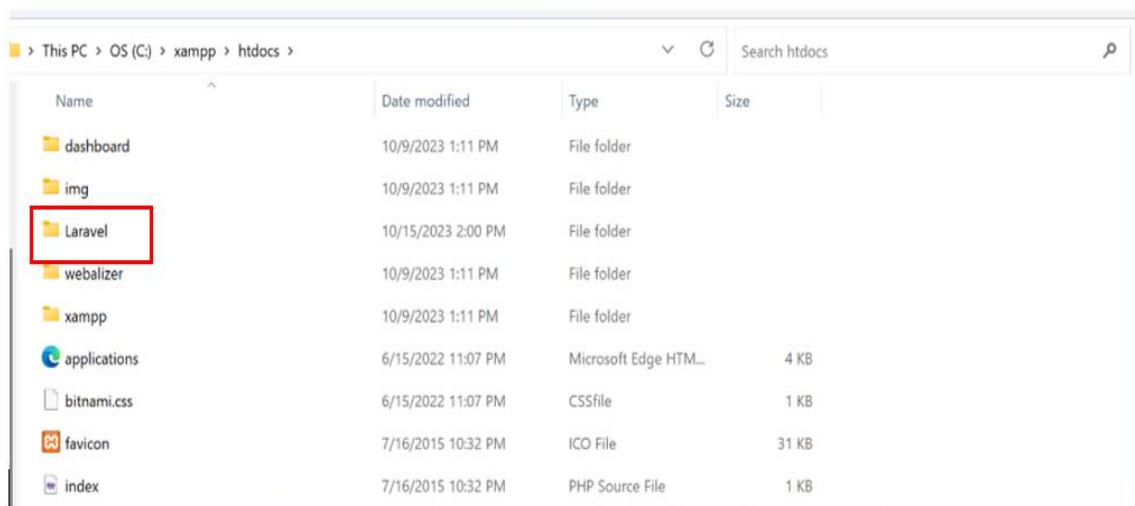 > This PC > OS (C:) > xampp > htdocs >
Search htdocs
Name Date modified Type Size
dashboard 10/9/2023 1:11 PM File folder
img 10/9/2023 1:11 PM File folder
Laravel 10/15/2023 2:00 PM File folder
webalizer 10/9/2023 1:11 PM File folder
xampp 10/9/2023 1:11 PM File folder
applications 6/15/2022 11:07 PM Microsoft Edge HTM... 4 KB
bitnami.css 6/15/2022 11:07 PM CSSfile 1 KB
favicon 7/16/2015 10:32 PM ICO File 31 KB
index 7/16/2015 10:32 PM PHP Source File 1 KB